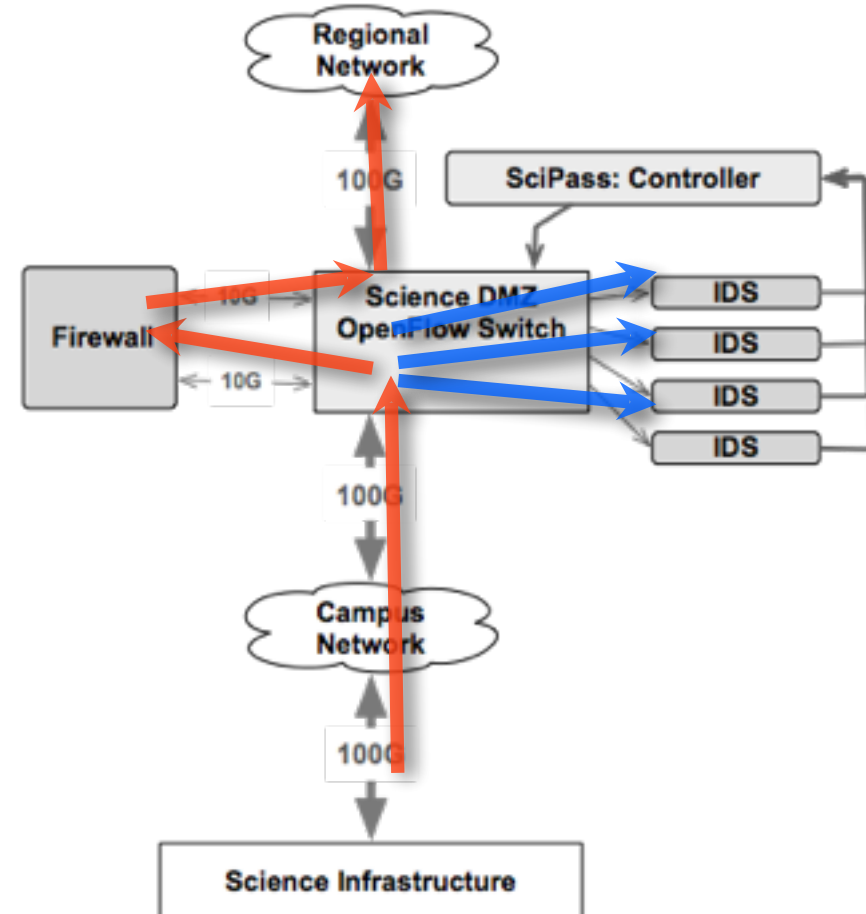 Regional
Network
100G
SciPass: Controller
10G
Science DMZ
OpenFlow Switch
Firewall
10G
IDS
IDS
IDS
IDS
100G
Campus
Network
100G
Science Infrastructure